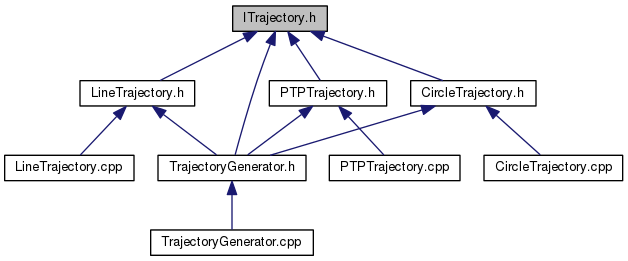 ITrajectory.h
LineTrajectory.h
PTPTrajectory.h
CircleTrajectory.h
LineTrajectory.cpp
TrajectoryGenerator.h
PTPTrajectory.cpp
CircleTrajectory.cpp
TrajectoryGenerator.cpp